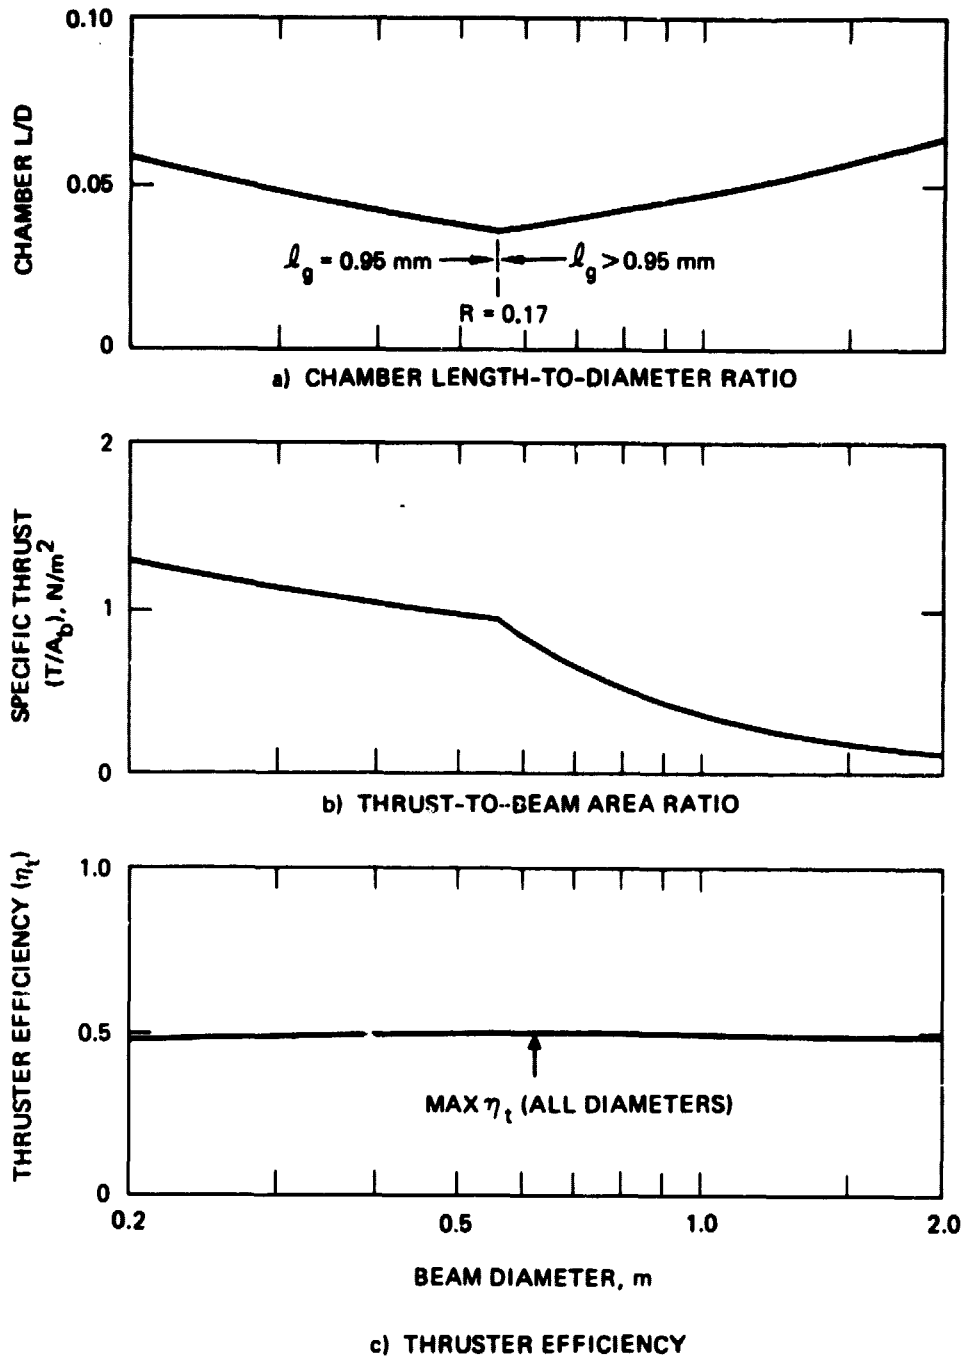 0.10
CHAMBER L/D
0.05
ℓg = 0.95 mm
ℓg > 0.95 mm
R = 0.17
0
a) CHAMBER LENGTH-TO-DIAMETER RATIO
2
SPECIFIC THRUST
(T/Ab), N/m²
1
0
b) THRUST-TO-BEAM AREA RATIO
1.0
THRUSTER EFFICIENCY (ηt)
0.5
MAX ηt (ALL DIAMETERS)
0
0.2 0.5 1.0 2.0
BEAM DIAMETER, m
c) THRUSTER EFFICIENCY